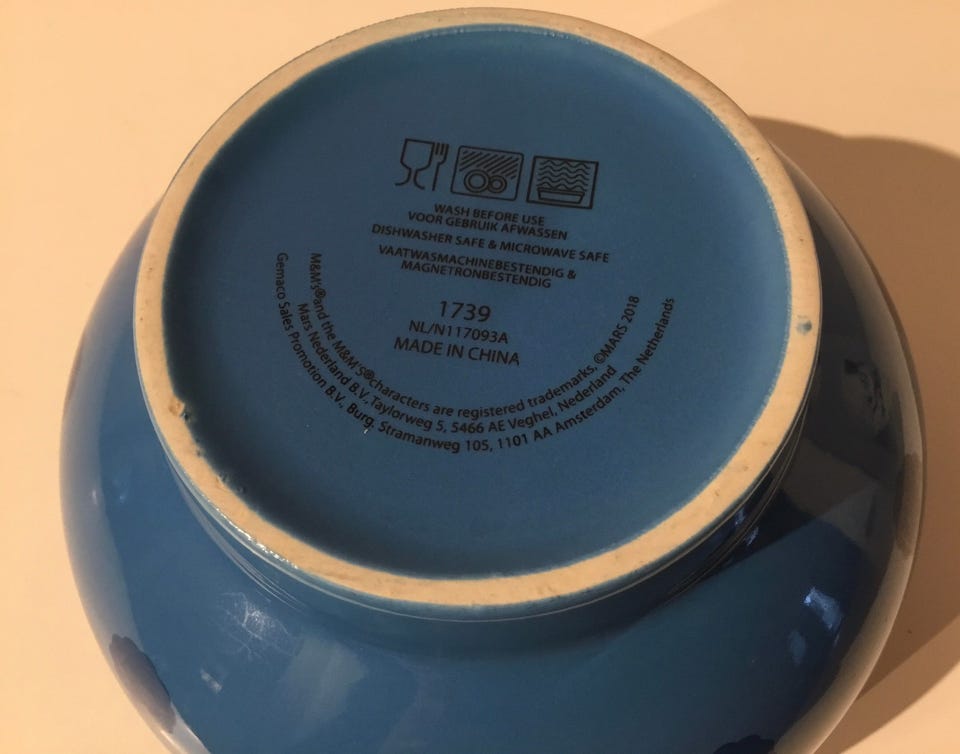 WASH BEFORE USE
VOOR GEBRUIK AFWASSEN
DISHWASHER SAFE & MICROWAVE SAFE
VAATWASMACHINEBESTENDIG &
MAGNETRONBESTENDIG
1739
NL/N117093A
MADE IN CHINA
M&M's® and the M&M'S® characters are registered trademarks, ©MARS 2018
Mars Nederland B.V., Taylorweg 5, 5466 AE Veghel, Nederland
Gemaco Sales Promotion B.V., Burg. Stramanweg 105, 1101 AA Amsterdam, The Netherlands